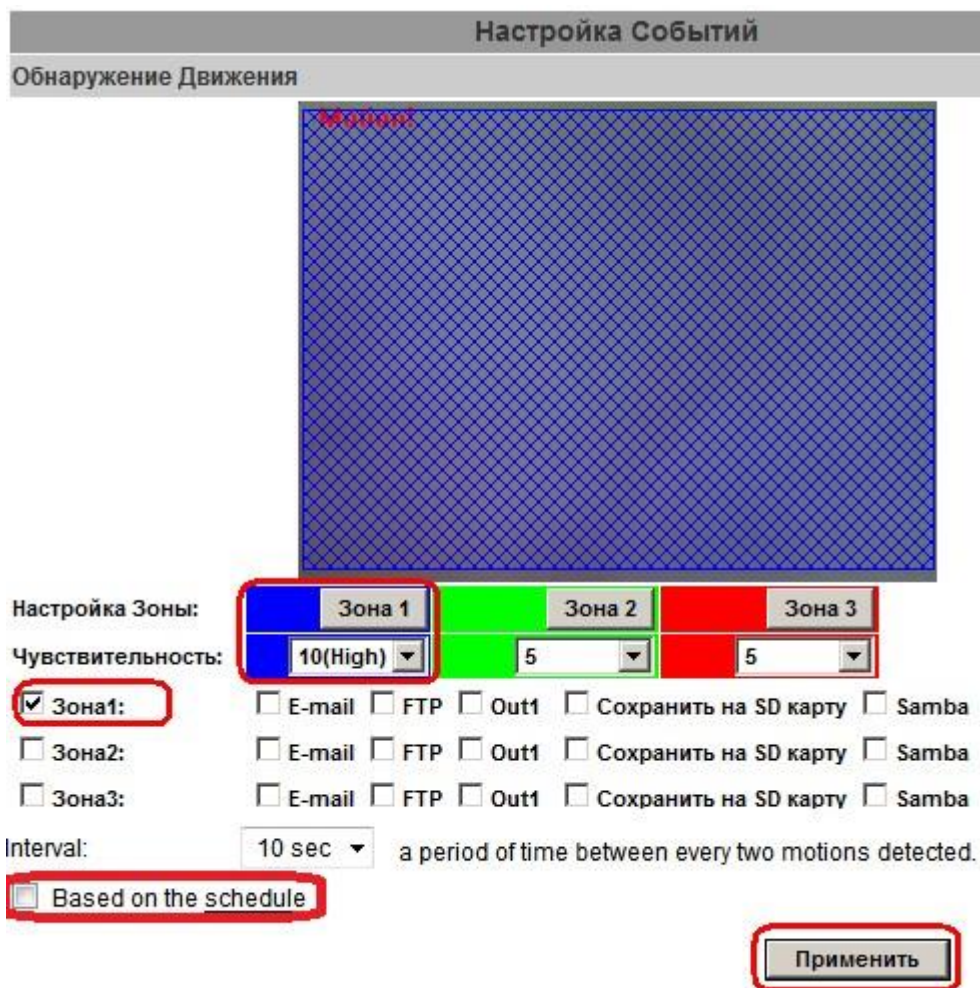 Настройка Событий
Обнаружение Движения
Motion!
Настройка Зоны: Зона 1 Зона 2 Зона 3
Чувствительность: 10(High) 5 5
Зона1: E-mail FTP Out1 Сохранить на SD карту Samba
Зона2: E-mail FTP Out1 Сохранить на SD карту Samba
Зона3: E-mail FTP Out1 Сохранить на SD карту Samba
Interval: 10 sec a period of time between every two motions detected.
Based on the schedule
Применить